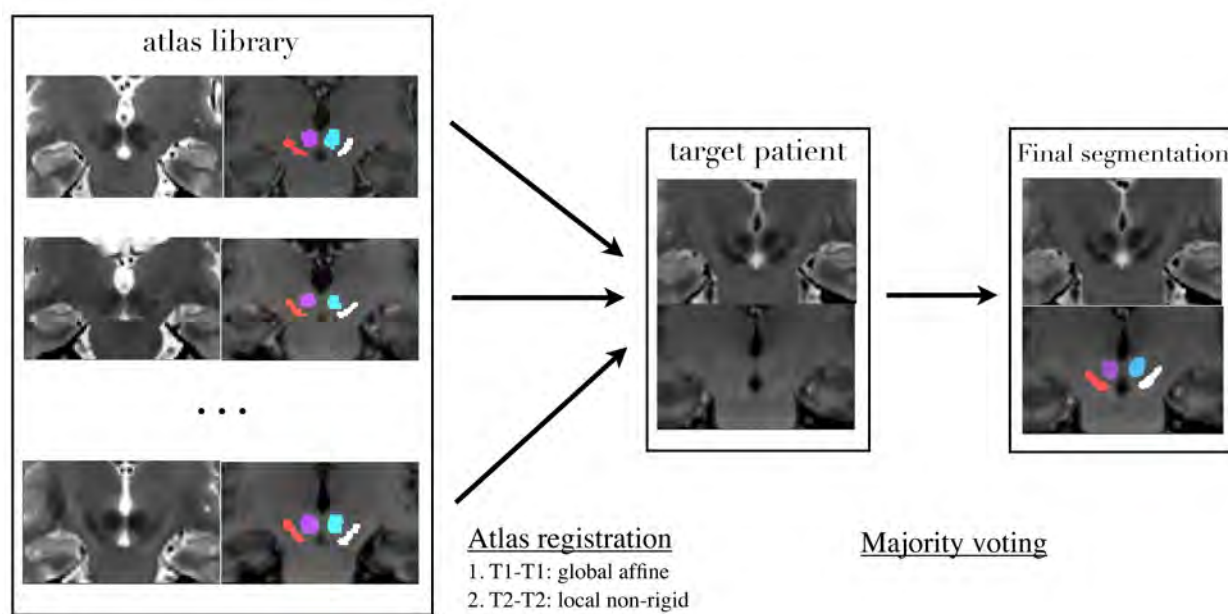 atlas library
target patient
Final segmentation
...
Atlas registration
1. T1-T1: global affine
2. T2-T2: local non-rigid
Majority voting